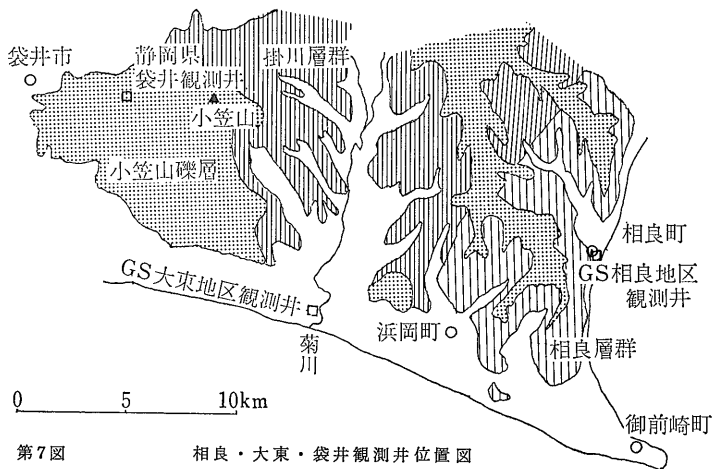 袋井市
静岡県
袋井観測井
掛川層群
小笠山
小笠山礫層
相良町
GS相良地区
観測井
GS大東地区観測井
浜岡町
菊川
相良層群
0 5 10km
御前崎町
第7図 相良・大東・袋井観測井位置図